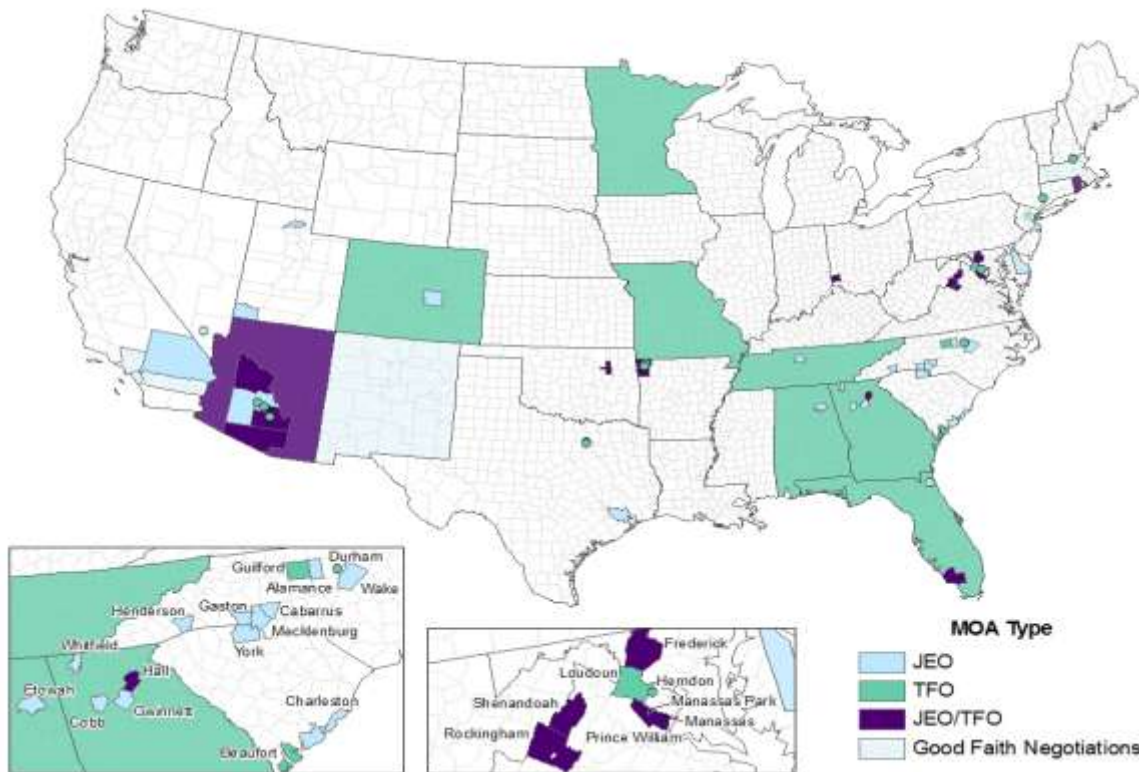 Guilford
Durham
Alamance
Wake
Henderson
Gaston
Cabarrus
Mecklenburg
York
Whitfield
Hall
Etowah
Cobb
Gwinnett
Charleston
Beaufort
Frederick
Loudoun
Herndon
Manassas Park
Shenandoah
Manassas
Rockingham
Prince William
MOA Type
JEO
TFO
JEO/TFO
Good Faith Negotiations